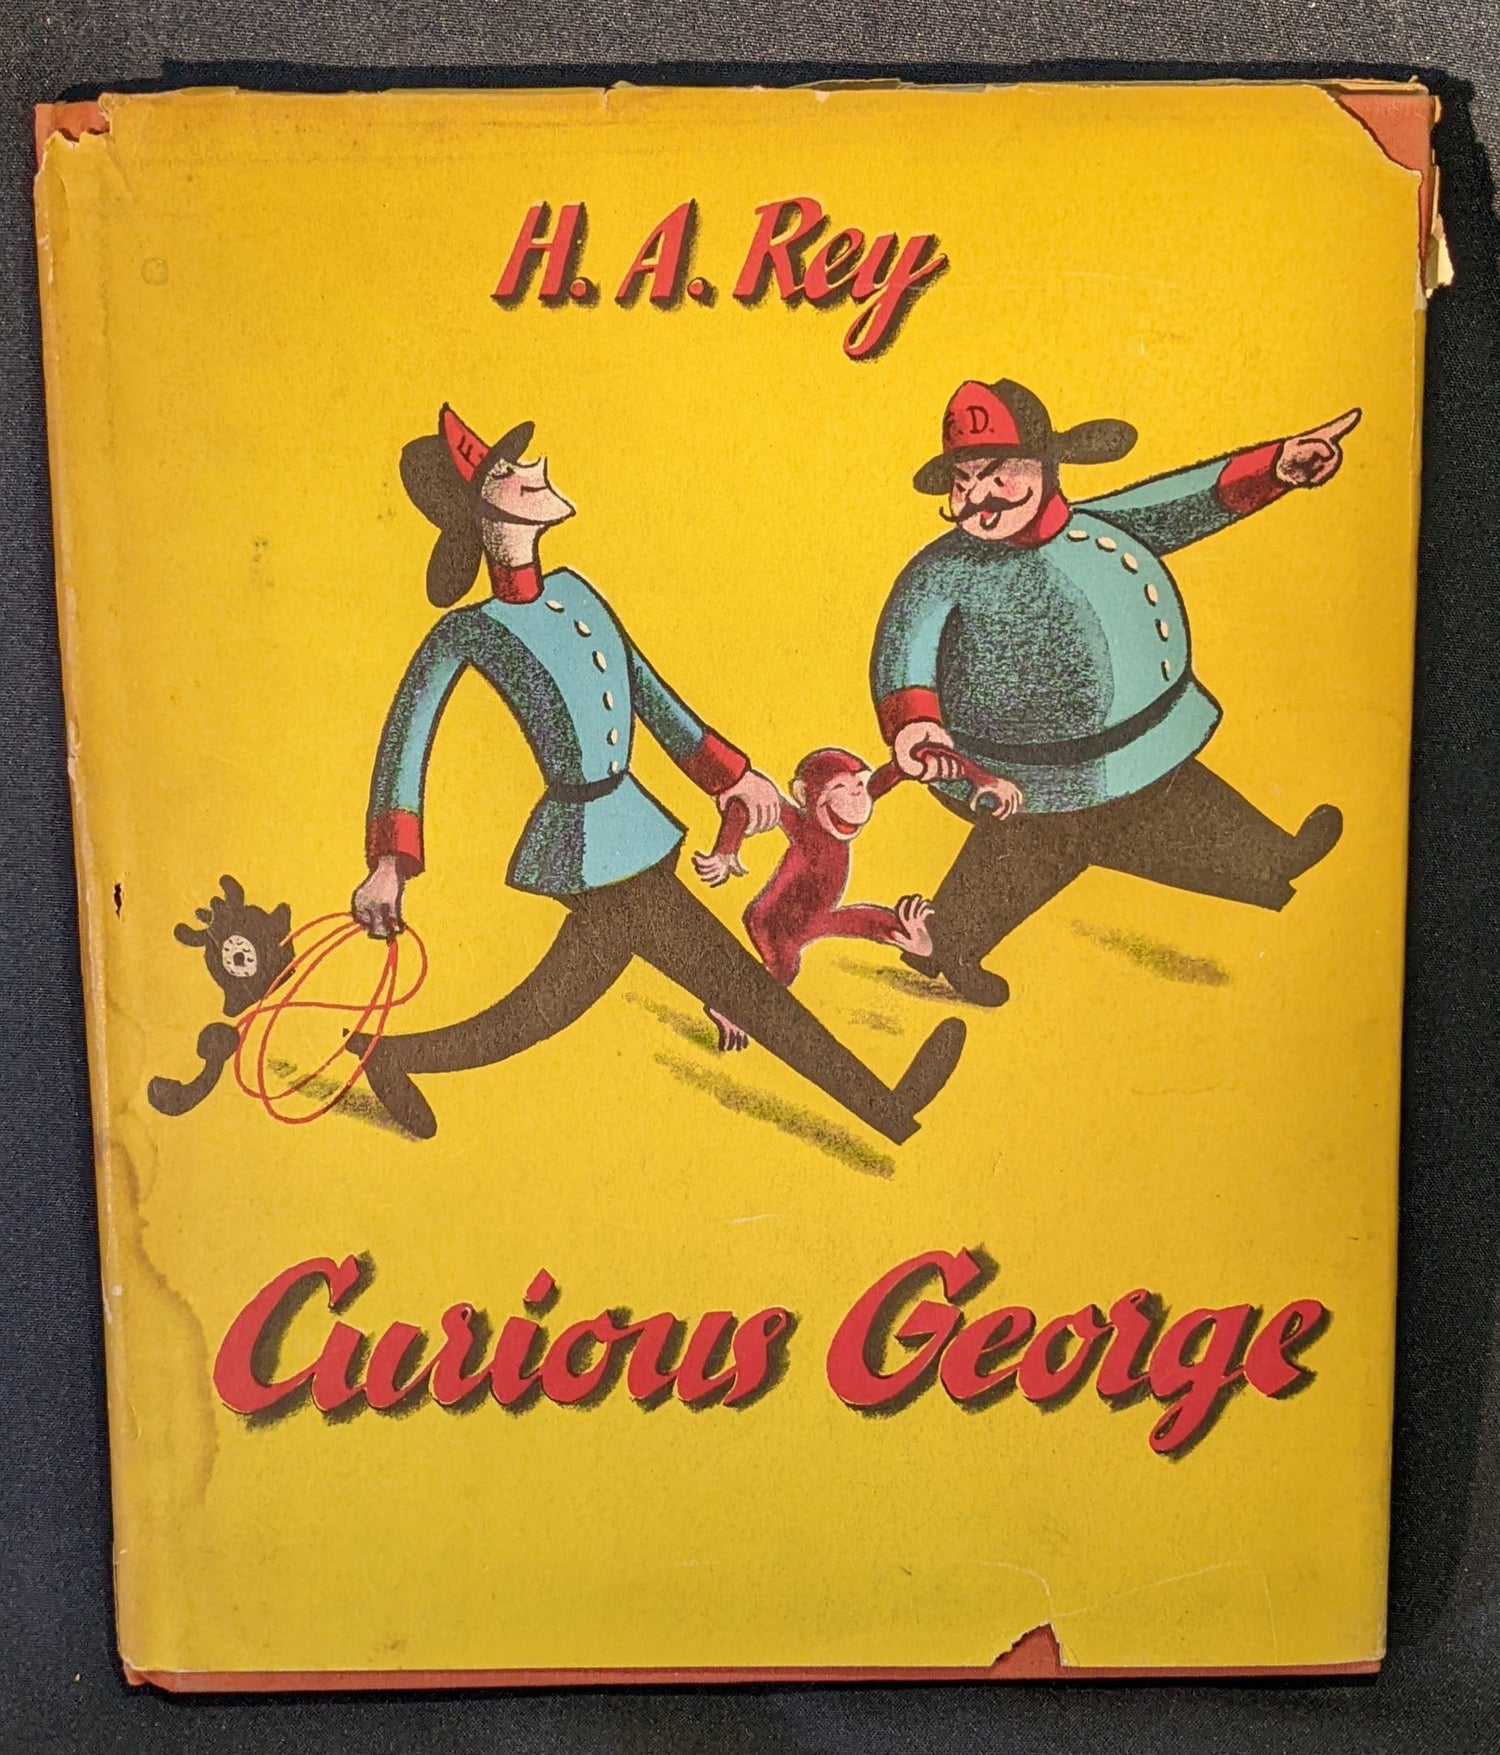 H. A. Rey
F.
. D.
Curious George